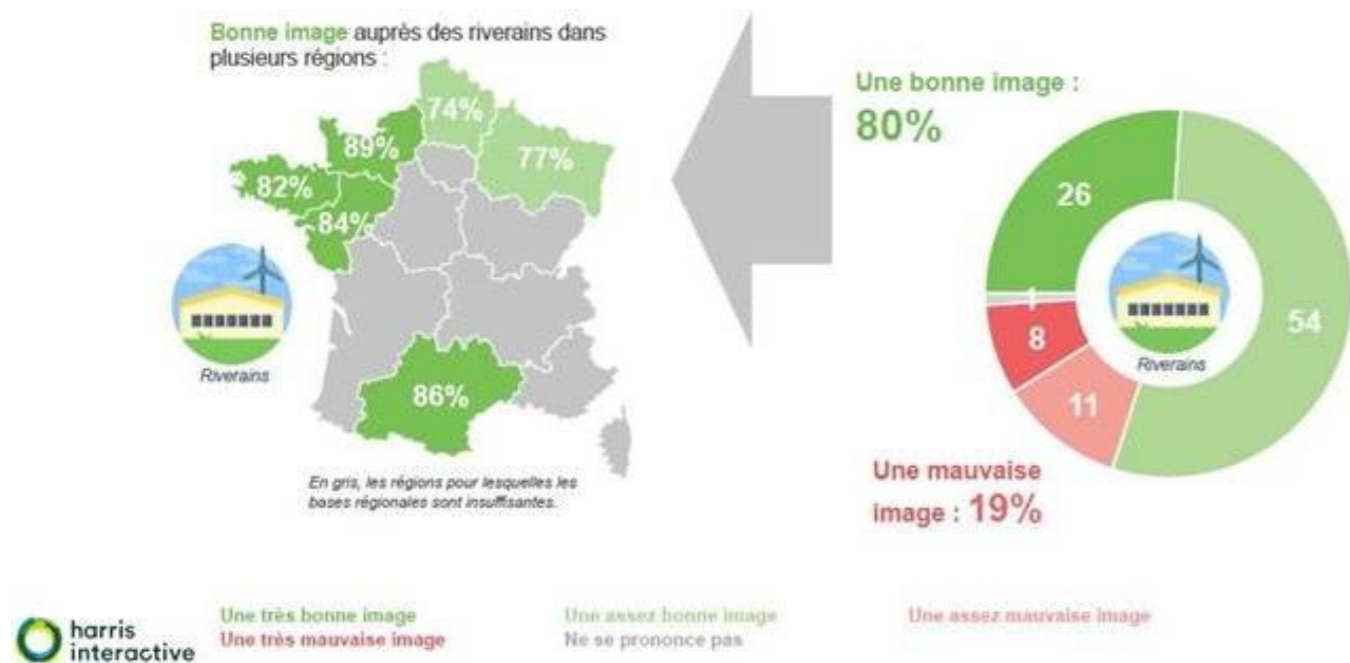 Bonne image auprès des riverains dans
plusieurs régions :
74%
89%
77%
82%
84%
86%
Riverains
En gris, les régions pour lesquelles les
bases régionales sont insuffisantes.
Une bonne image :
80%
26
54
1
8
11
Riverains
Une mauvaise
image : 19%
harris
interactive
Une très bonne image
Une assez bonne image
Une assez mauvaise image
Une très mauvaise image
Ne se prononce pas